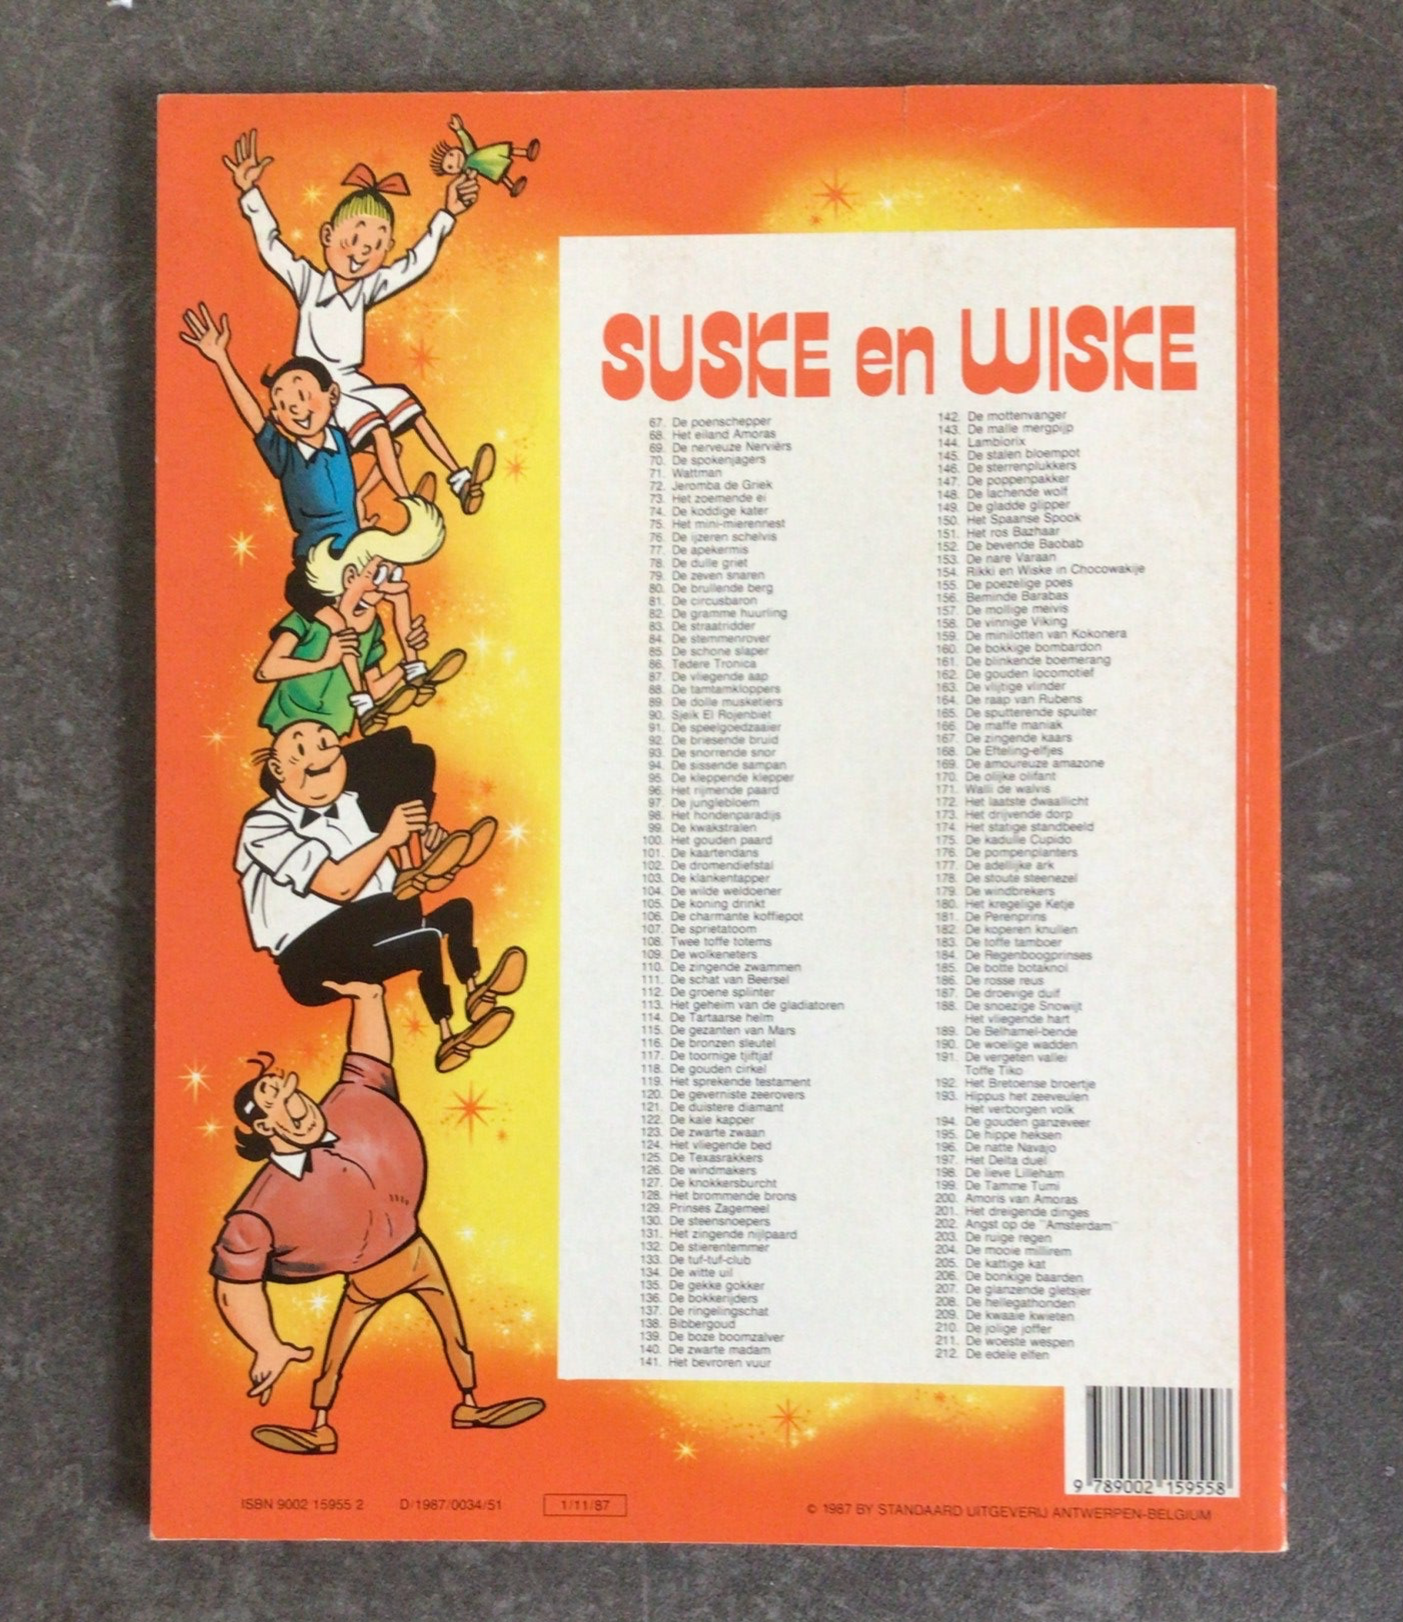 SUSKE en WISKE
67. De poenschepper
68. Het eiland Amoras
69. De nerveuze Nerviërs
70. De spokenjagers
71. Wattman
72. Jeromba de Griek
73. Het zoemende ei
74. De koddige kater
75. Het mini-mierennest
76. De ijzeren schelvis
77. De apekermis
78. De dulle griet
79. De zeven snaren
80. De brullende berg
81. De circusbaron
82. De gramme huurling
83. De straatridder
84. De stemmenrover
85. De schone slaper
86. Tedere Tronica
87. De vliegende aap
88. De tamtamkloppers
89. De dolle musketiers
90. Sjeik El Rojenbiet
91. De speelgoedzaaier
92. De briesende bruid
93. De snorrende snor
94. De sissende sampan
95. De kleppende klepper
96. Het rijmende paard
97. De junglebloem
98. Het hondenparadijs
99. De kwakstralen
100. Het gouden paard
101. De kaartendans
102. De dromendiefstal
103. De klankentapper
104. De wilde weldoener
105. De koning drinkt
106. De charmante koffiepot
107. De sprietatoom
108. Twee toffe totems
109. De wolkeneters
110. De zingende zwammen
111. De schat van Beersel
112. De groene splinter
113. Het geheim van de gladiatoren
114. De Tartaarse helm
115. De gezanten van Mars
116. De bronzen sleutel
117. De toornige tjiftjaf
118. De gouden cirkel
119. Het sprekende testament
120. De geverniste zeerovers
121. De duistere diamant
122. De kale kapper
123. De zwarte zwaan
124. Het vliegende bed
125. De Texasrakkers
126. De windmakers
127. De knokkersburcht
128. Het brommende brons
129. Prinses Zagemeel
130. De steensnoepers
131. Het zingende nijlpaard
132. De stierentemmer
133. De tuf-tuf-club
134. De witte uil
135. De gekke gokker
136. De bokkerijders
137. De ringelingschat
138. Bibbergoud
139. De boze boomzalver
140. De zwarte madam
141. Het bevroren vuur
142. De mottenvanger
143. De malle mergpijp
144. Lambiorix
145. De stalen bloempot
146. De sterrenplukkers
147. De poppenpakker
148. De lachende wolf
149. De gladde glipper
150. Het Spaanse Spook
151. Het ros Bazhaar
152. De bevende Baobab
153. De nare Varaan
154. Rikki en Wiske in Chocowakije
155. De poezelige poes
156. Beminde Barabas
157. De mollige meivis
158. De vinnige Viking
159. De minilotten van Kokonera
160. De bokkige bombardon
161. De blinkende boemerang
162. De gouden locomotief
163. De vlijtige vlinder
164. De raap van Rubens
165. De sputterende spuiter
166. De maffe maniak
167. De zingende kaars
168. De Efteling-elfjes
169. De amoureuze amazone
170. De olijke olifant
171. Walli de walvis
172. Het laatste dwaallicht
173. Het drijvende dorp
174. Het statige standbeeld
175. De kadulle Cupido
176. De pompenplanters
177. De adellijke ark
178. De stoute steenezel
179. De windbrekers
180. Het kregelige Ketje
181. De Perenprins
182. De koperen knullen
183. De toffe tamboer
184. De Regenboogprinses
185. De botte botaknol
186. De rosse reus
187. De droevige duif
188. De snoezige Snowijt
Het vliegende hart
189. De Belhamel-bende
190. De woelige wadden
191. De vergeten vallei
Toffe Tiko
192. Het Bretoense broertje
193. Hippus het zeeveulen
Het verborgen volk
194. De gouden ganzeveer
195. De hippe heksen
196. De natte Navajo
197. Het Delta duel
198. De lieve Lilleham
199. De Tamme Tumi
200. Amoris van Amoras
201. Het dreigende dinges
202. Angst op de "Amsterdam"
203. De ruige regen
204. De mooie millirem
205. De kattige kat
206. De bonkige baarden
207. De glanzende gletsjer
208. De hellegathonden
209. De kwaaie kwieten
210. De jolige joffer
211. De woeste wespen
212. De edele elfen
9 789002 159558
ISBN 9002 15955 2 D/1987/0034/51 1/11/87
© 1987 BY STANDAARD UITGEVERIJ ANTWERPEN-BELGIUM